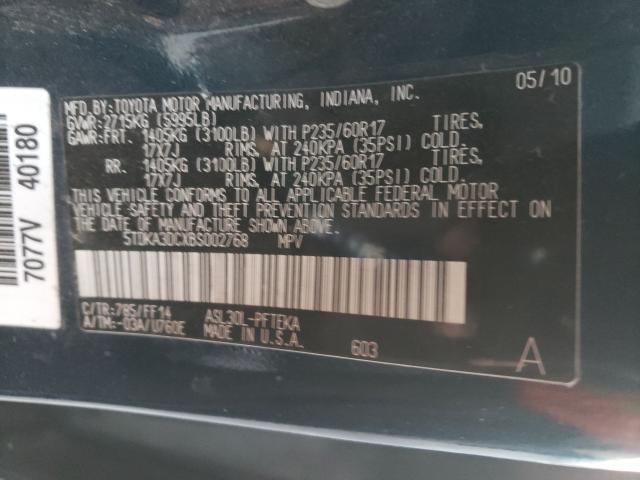 05/10
MFD.BY:TOYOTA MOTOR MANUFACTURING, INDIANA, INC.
GVWR:2715KG (5995LB)
GAWR:FRT. 1405KG (3100LB) WITH P235/60R17 TIRES,
17X7J RIMS, AT 240KPA (35PSI) COLD.
RR. 1405KG (3100LB) WITH P235/60R17 TIRES,
17X7J RIMS, AT 240KPA (35PSI) COLD.
THIS VEHICLE CONFORMS TO ALL APPLICABLE FEDERAL MOTOR
VEHICLE SAFETY AND THEFT PREVENTION STANDARDS IN EFFECT ON
THE DATE OF MANUFACTURE SHOWN ABOVE.
5TDKA3DCXBS002768 MPV
C/TR:785/FF14 ASL30L-PFTEKA
A/TM:-03A/U760E MADE IN U.S.A. 603
A
7077V 40180